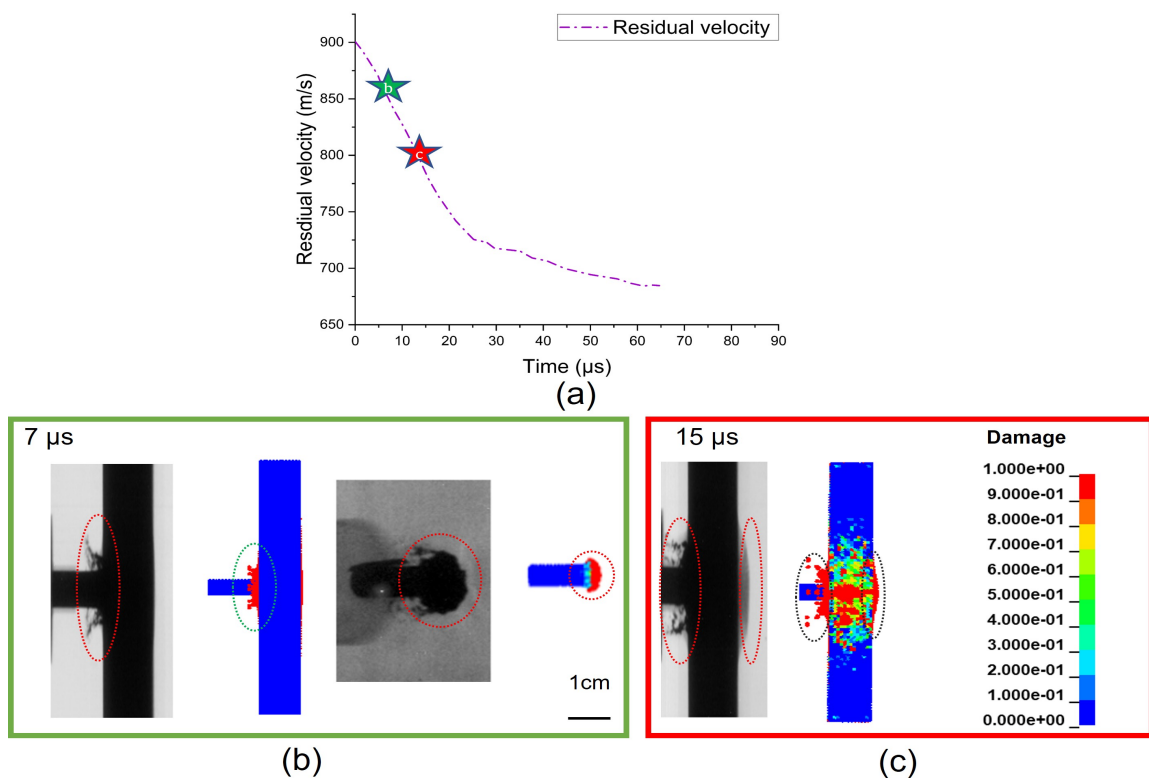 Residual velocity
900
850
800
750
700
650
b
c
Resdiual velocity (m/s)
0 10 20 30 40 50 60 70 80 90
Time (µs)
(a)
7 µs
1cm
(b)
15 µs
Damage
1.000e+00
9.000e-01
8.000e-01
7.000e-01
6.000e-01
5.000e-01
4.000e-01
3.000e-01
2.000e-01
1.000e-01
0.000e+00
(c)